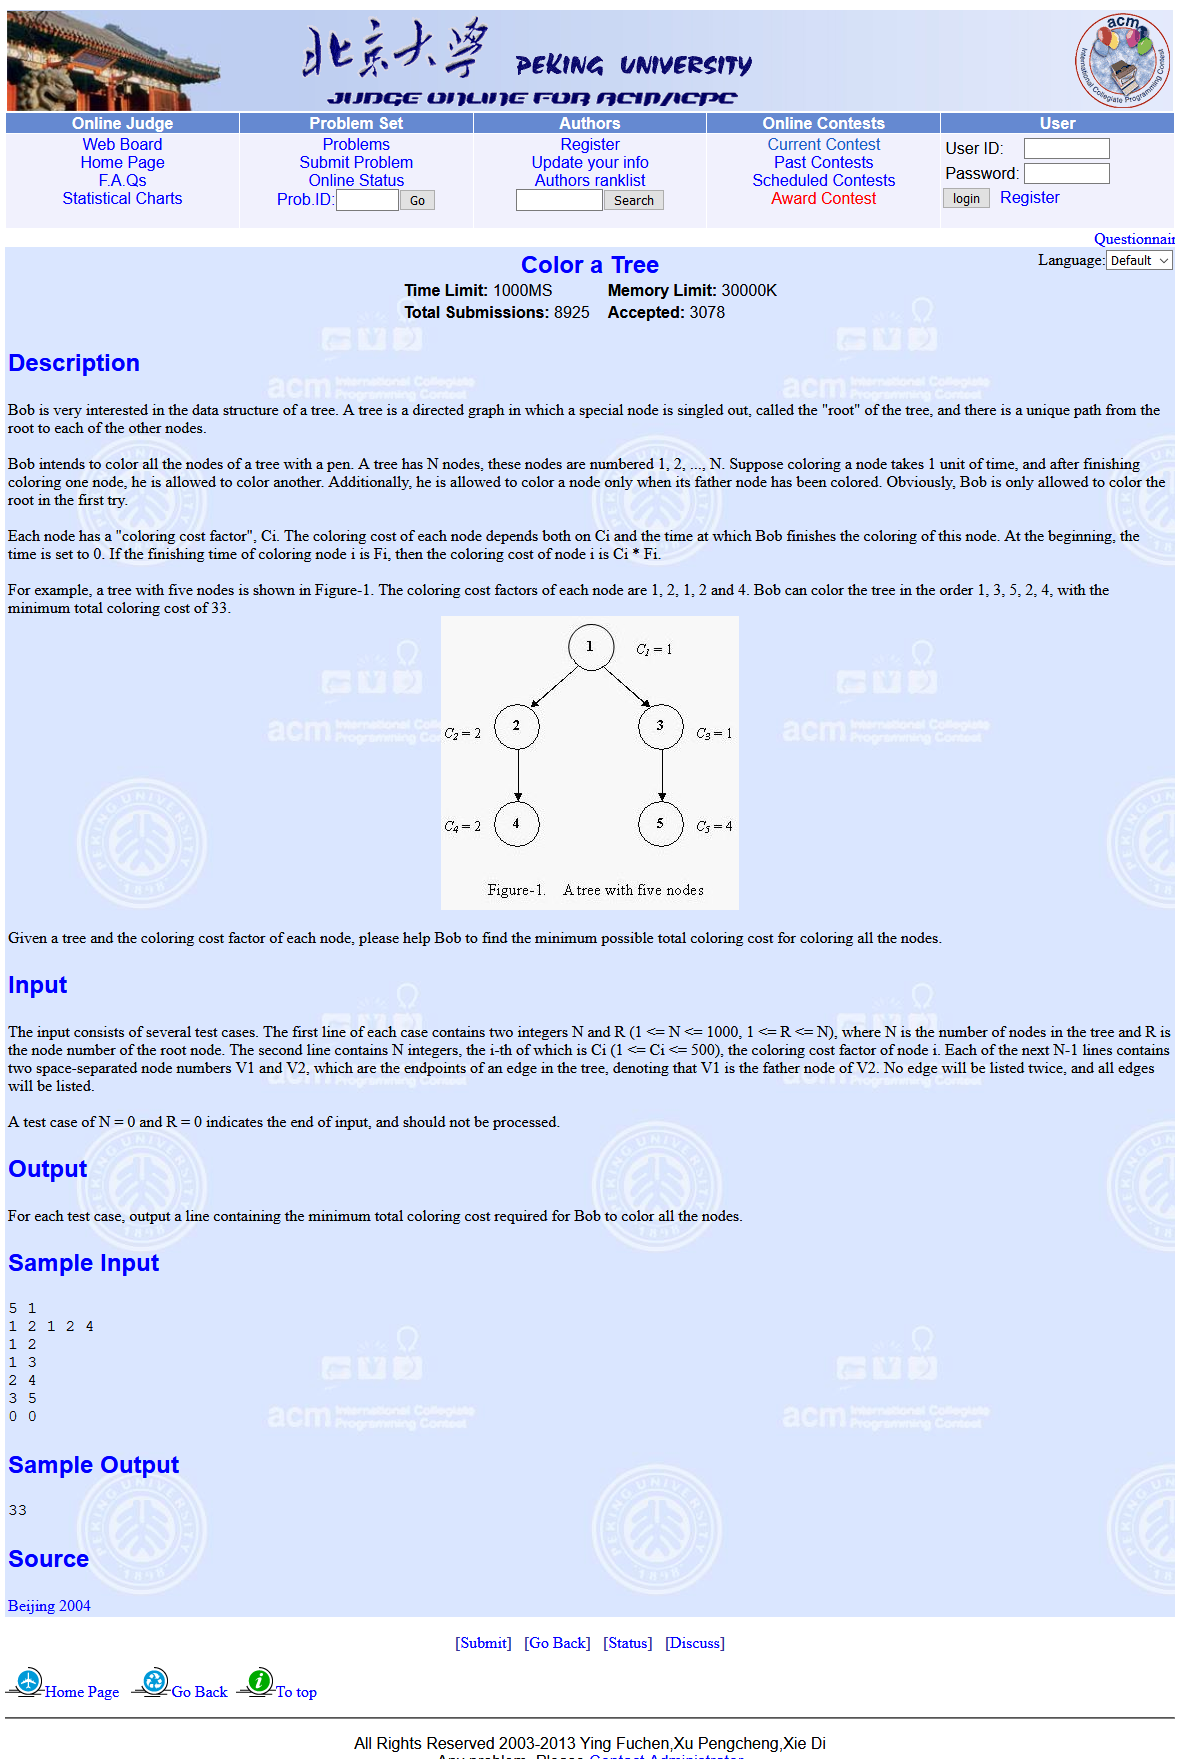 北京大學 PEKING UNIVERSITY
JUDGE ONLINE FOR ACM/ICPC
acm
International Collegiate Programming Contest
Online Judge Problem Set Authors Online Contests User
Web Board Problems Register Current Contest User ID:
Home Page Submit Problem Update your info Past Contests Password:
F.A.Qs Online Status Authors ranklist Scheduled Contests
Statistical Charts Prob.ID: Go Search Award Contest login Register
Questionnair
Language: Default
Color a Tree
Time Limit: 1000MS Memory Limit: 30000K
Total Submissions: 8925 Accepted: 3078
Description
Bob is very interested in the data structure of a tree. A tree is a directed graph in which a special node is singled out, called the "root" of the tree, and there is a unique path from the
root to each of the other nodes.
Bob intends to color all the nodes of a tree with a pen. A tree has N nodes, these nodes are numbered 1, 2, ..., N. Suppose coloring a node takes 1 unit of time, and after finishing
coloring one node, he is allowed to color another. Additionally, he is allowed to color a node only when its father node has been colored. Obviously, Bob is only allowed to color the
root in the first try.
Each node has a "coloring cost factor", Ci. The coloring cost of each node depends both on Ci and the time at which Bob finishes the coloring of this node. At the beginning, the
time is set to 0. If the finishing time of coloring node i is Fi, then the coloring cost of node i is Ci * Fi.
For example, a tree with five nodes is shown in Figure-1. The coloring cost factors of each node are 1, 2, 1, 2 and 4. Bob can color the tree in the order 1, 3, 5, 2, 4, with the
minimum total coloring cost of 33.
1 C1 = 1
C2 = 2 2 3 C3 = 1
C4 = 2 4 5 C5 = 4
Figure-1. A tree with five nodes
Given a tree and the coloring cost factor of each node, please help Bob to find the minimum possible total coloring cost for coloring all the nodes.
Input
The input consists of several test cases. The first line of each case contains two integers N and R (1 <= N <= 1000, 1 <= R <= N), where N is the number of nodes in the tree and R is
the node number of the root node. The second line contains N integers, the i-th of which is Ci (1 <= Ci <= 500), the coloring cost factor of node i. Each of the next N-1 lines contains
two space-separated node numbers V1 and V2, which are the endpoints of an edge in the tree, denoting that V1 is the father node of V2. No edge will be listed twice, and all edges
will be listed.
A test case of N = 0 and R = 0 indicates the end of input, and should not be processed.
Output
For each test case, output a line containing the minimum total coloring cost required for Bob to color all the nodes.
Sample Input
5 1
1 2 1 2 4
1 2
1 3
2 4
3 5
0 0
Sample Output
33
Source
Beijing 2004
[Submit] [Go Back] [Status] [Discuss]
Home Page Go Back To top
All Rights Reserved 2003-2013 Ying Fuchen,Xu Pengcheng,Xie Di
Any problem, Please Contact Administrator